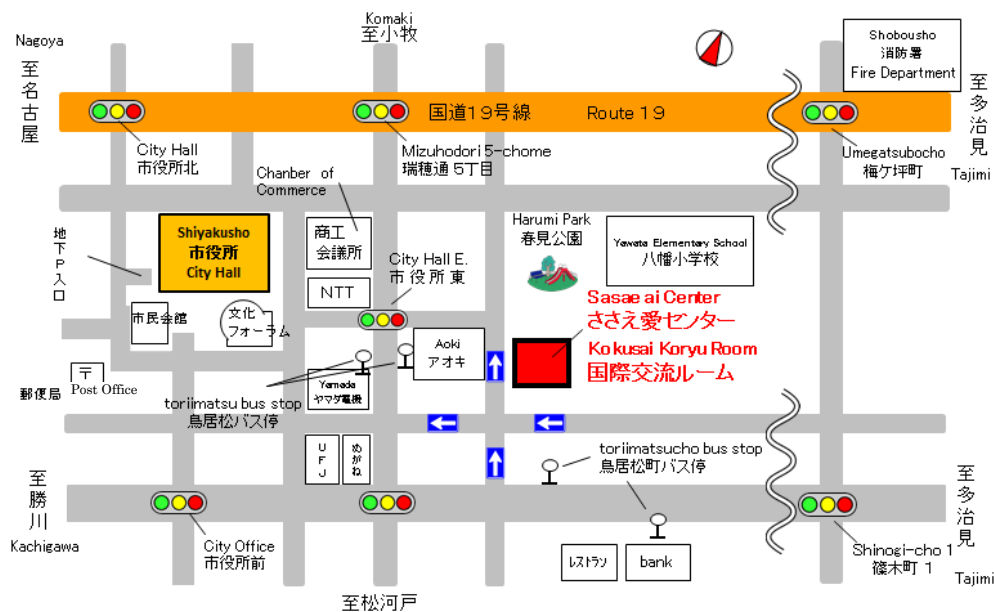 Komaki
至小牧
Nagoya
至名古屋
Shobousho
消防署
Fire Department
至多治見
Tajimi
国道19号線 Route 19
City Hall
市役所北
Mizuhodori 5-chome
瑞穂通5丁目
Umegatsubocho
梅ケ坪町
Chamber of
Commerce
地下P入口
Shiyakusho
市役所
City Hall
商工
会議所
City Hall E.
市役所東
Harumi Park
春見公園
Yawata Elementary School
八幡小学校
NTT
市民会館
文化
フォーラム
Sasae ai Center
ささえ愛センター
Kokusai Koryu Room
国際交流ルーム
Aoki
アオキ
〒
Post Office
郵便局
Yamada
ヤマダ電機
toriimatsu bus stop
鳥居松バス停
UFJ
めがね
toriimatsucho bus stop
鳥居松町バス停
至勝川
Kachigawa
City Office
市役所前
レストラン
bank
Shinogi-cho 1
篠木町 1
至多治見
Tajimi
至松河戸